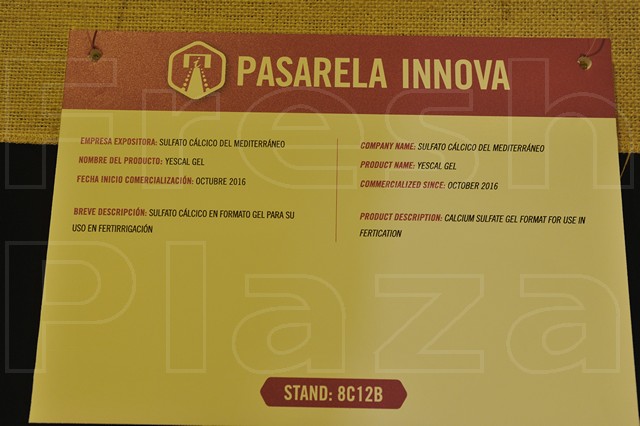 PASARELA INNOVA
EMPRESA EXPOSITORA: SULFATO CÁLCICO DEL MEDITERRÁNEO
NOMBRE DEL PRODUCTO: YESCAL GEL
FECHA INICIO COMERCIALIZACIÓN: OCTUBRE 2016
BREVE DESCRIPCIÓN: SULFATO CÁLCICO EN FORMATO GEL PARA SU
USO EN FERTIRRIGACIÓN
COMPANY NAME: SULFATO CÁLCICO DEL MEDITERRÁNEO
PRODUCT NAME: YESCAL GEL
COMMERCIALIZED SINCE: OCTOBER 2016
PRODUCT DESCRIPTION: CALCIUM SULFATE GEL FORMAT FOR USE IN
FERTICATION
STAND: 8C12B
Fresh
Plaza